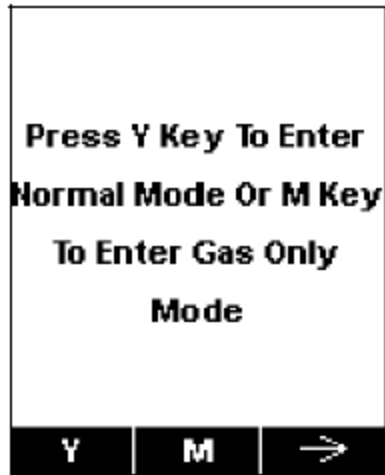 Press Y Key To Enter
Normal Mode Or M Key
To Enter Gas Only
Mode
Y M →